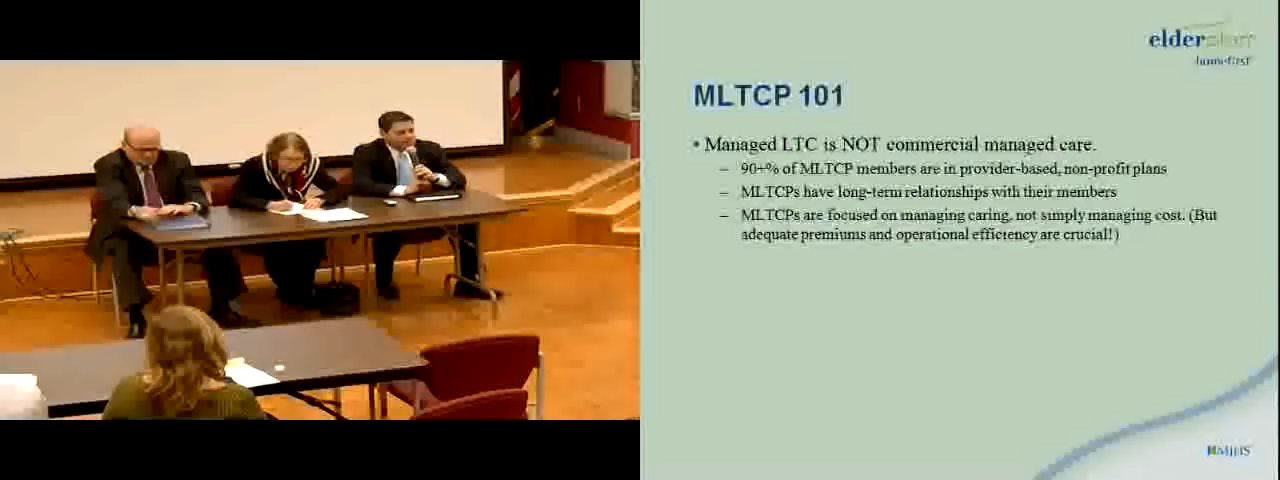 elder
homefirst
MLTCP 101
• Managed LTC is NOT commercial managed care.
– 90+% of MLTCP members are in provider-based, non-profit plans
– MLTCPs have long-term relationships with their members
– MLTCPs are focused on managing caring, not simply managing cost. (But
adequate premiums and operational efficiency are crucial!)
MJHS